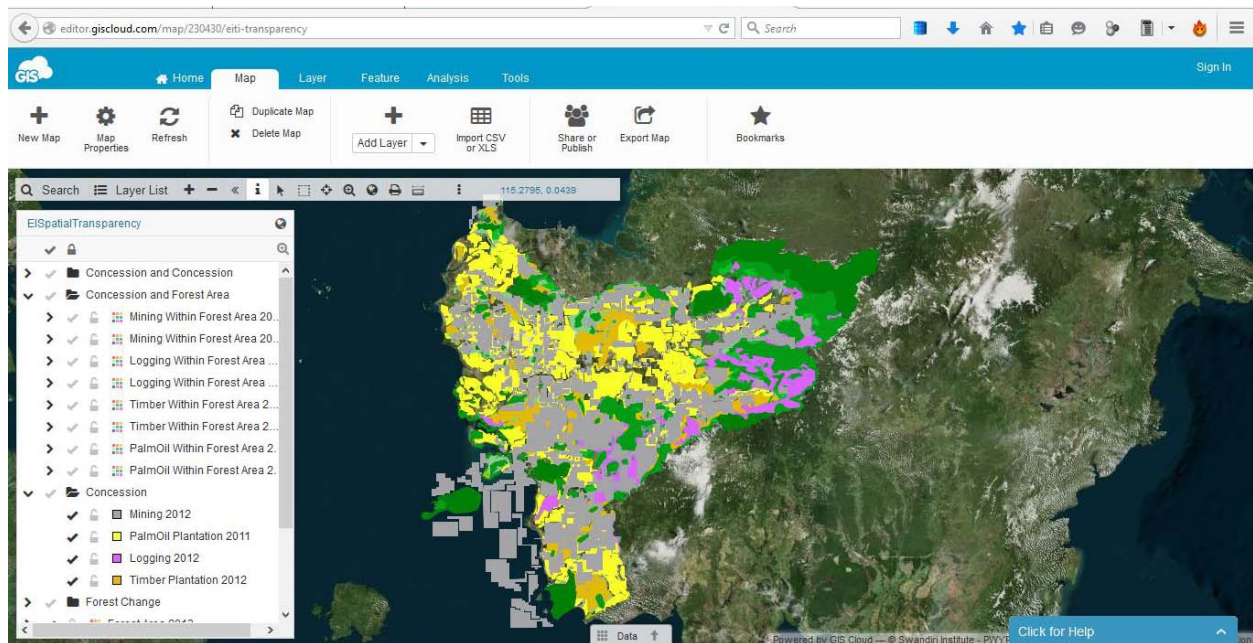 editor.giscloud.com/map/230430/eiti-transparency
Search
GIS
Home Map Layer Feature Analysis Tools
Sign In
New Map
Map Properties
Refresh
Duplicate Map
Delete Map
Add Layer
Import CSV or XLS
Share or Publish
Export Map
Bookmarks
Search Layer List 115.2795, 0.0439
EISpatialTransparency
Concession and Concession
Concession and Forest Area
Mining Within Forest Area 20...
Mining Within Forest Area 20...
Logging Within Forest Area ...
Logging Within Forest Area ...
Timber Within Forest Area 2...
Timber Within Forest Area 2...
PalmOil Within Forest Area 2.
PalmOil Within Forest Area 2.
Concession
Mining 2012
PalmOil Plantation 2011
Logging 2012
Timber Plantation 2012
Forest Change
Data
Powered by GIS Cloud — © Swandiri Institute - PWYP
Click for Help